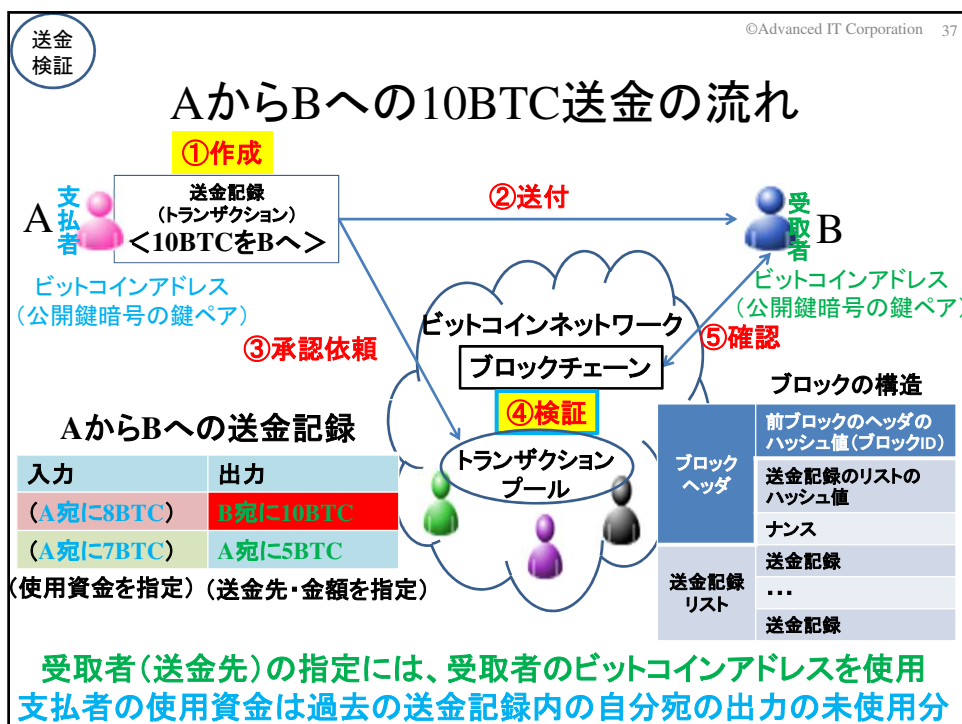 ©Advanced IT Corporation 37
送金
検証
AからBへの10BTC送金の流れ
①作成
A
支払者
送金記録
(トランザクション)
<10BTCをBへ>
②送付
受取者
B
ビットコインアドレス
(公開鍵暗号の鍵ペア)
ビットコインアドレス
(公開鍵暗号の鍵ペア)
③承認依頼
ビットコインネットワーク
⑤確認
ブロックチェーン
④検証
トランザクション
プール
AからBへの送金記録
入力 出力
(A宛に8BTC) B宛に10BTC
(A宛に7BTC) A宛に5BTC
(使用資金を指定) (送金先・金額を指定)
ブロックの構造
ブロック
ヘッダ
前ブロックのヘッダの
ハッシュ値(ブロックID)
送金記録のリストの
ハッシュ値
ナンス
送金記録
リスト
送金記録
・・・
送金記録
受取者(送金先)の指定には、受取者のビットコインアドレスを使用
支払者の使用資金は過去の送金記録内の自分宛の出力の未使用分